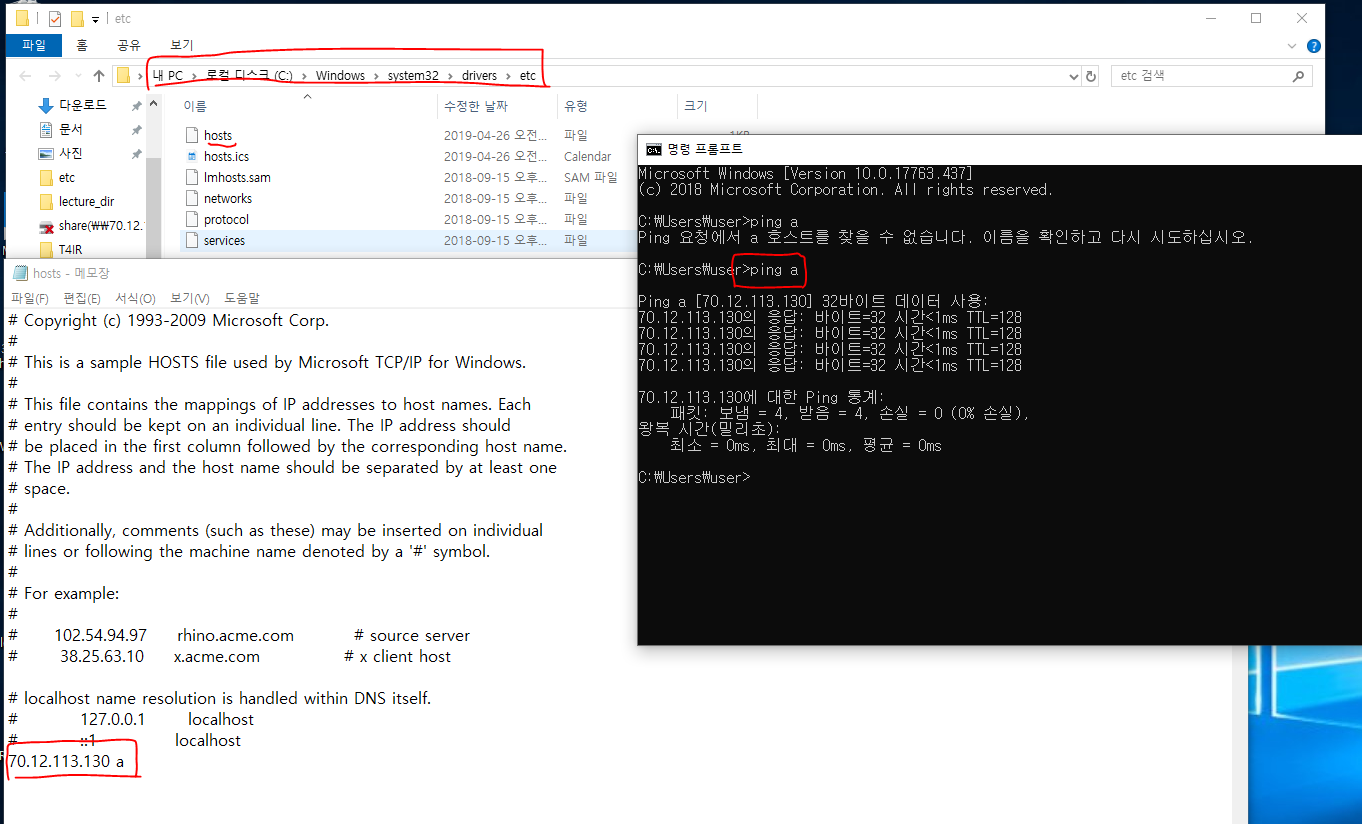 etc
파일 홈 공유 보기
내 PC 로컬 디스크 (C:) Windows system32 drivers etc
etc 검색
다운로드
문서
사진
etc
lecture_dir
share(₩₩70.12.
T4IR
이름 수정한 날짜 유형 크기
hosts 2019-04-26 오전... 파일 1KB
hosts.ics 2019-04-26 오전... Calendar
lmhosts.sam 2018-09-15 오후... SAM 파일
networks 2018-09-15 오후... 파일
protocol 2018-09-15 오후... 파일
services 2018-09-15 오후... 파일
hosts - 메모장
파일(F) 편집(E) 서식(O) 보기(V) 도움말
# Copyright (c) 1993-2009 Microsoft Corp.
#
# This is a sample HOSTS file used by Microsoft TCP/IP for Windows.
#
# This file contains the mappings of IP addresses to host names. Each
# entry should be kept on an individual line. The IP address should
# be placed in the first column followed by the corresponding host name.
# The IP address and the host name should be separated by at least one
# space.
#
# Additionally, comments (such as these) may be inserted on individual
# lines or following the machine name denoted by a '#' symbol.
#
# For example:
#
# 102.54.94.97 rhino.acme.com # source server
# 38.25.63.10 x.acme.com # x client host
# localhost name resolution is handled within DNS itself.
# 127.0.0.1 localhost
# ::1 localhost
70.12.113.130 a
명령 프롬프트
Microsoft Windows [Version 10.0.17763.437]
(c) 2018 Microsoft Corporation. All rights reserved.
C:₩Users₩user>ping a
Ping 요청에서 a 호스트를 찾을 수 없습니다. 이름을 확인하고 다시 시도하십시오.
C:₩Users₩user>ping a
Ping a [70.12.113.130] 32바이트 데이터 사용:
70.12.113.130의 응답: 바이트=32 시간<1ms TTL=128
70.12.113.130의 응답: 바이트=32 시간<1ms TTL=128
70.12.113.130의 응답: 바이트=32 시간<1ms TTL=128
70.12.113.130의 응답: 바이트=32 시간<1ms TTL=128
70.12.113.130에 대한 Ping 통계:
패킷: 보냄 = 4, 받음 = 4, 손실 = 0 (0% 손실),
왕복 시간(밀리초):
최소 = 0ms, 최대 = 0ms, 평균 = 0ms
C:₩Users₩user>